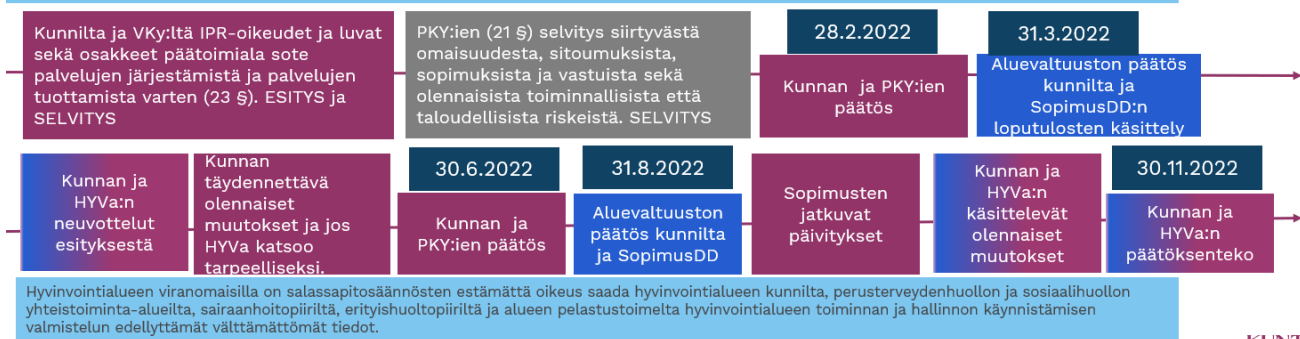 Kunnilta ja VKy:ltä IPR-oikeudet ja luvat
sekä osakkeet päätoimiala sote
palvelujen järjestämistä ja palvelujen
tuottamista varten (23 §). ESITYS ja
SELVITYS
PKY:ien (21 §) selvitys siirtyvästä
omaisuudesta, sitoumuksista,
sopimuksista ja vastuista sekä
olennaisista toiminnallisista että
taloudellisista riskeistä. SELVITYS
28.2.2022
Kunnan ja PKY:ien
päätös
31.3.2022
Aluevaltuuston päätös
kunnilta ja
SopimusDD:n
loputulosten käsittely
Kunnan ja
HYVa:n
neuvottelut
esityksestä
Kunnan
täydennettävä
olennaiset
muutokset ja jos
HYVa katsoo
tarpeelliseksi.
30.6.2022
Kunnan ja
PKY:ien päätös
31.8.2022
Aluevaltuuston
päätös kunnilta
ja SopimusDD
Sopimusten
jatkuvat
päivitykset
Kunnan ja
HYVa:n
käsittelevät
olennaiset
muutokset
30.11.2022
Kunnan ja
HYVa:n
päätöksenteko
Hyvinvointialueen viranomaisilla on salassapitosäännösten estämättä oikeus saada hyvinvointialueen kunnilta, perusterveydenhuollon ja sosiaalihuollon
yhteistoiminta-alueilta, sairaanhoitopiiriltä, erityishuoltopiiriltä ja alueen pelastustoimelta hyvinvointialueen toiminnan ja hallinnon käynnistämisen
valmistelun edellyttämät välttämättömät tiedot.